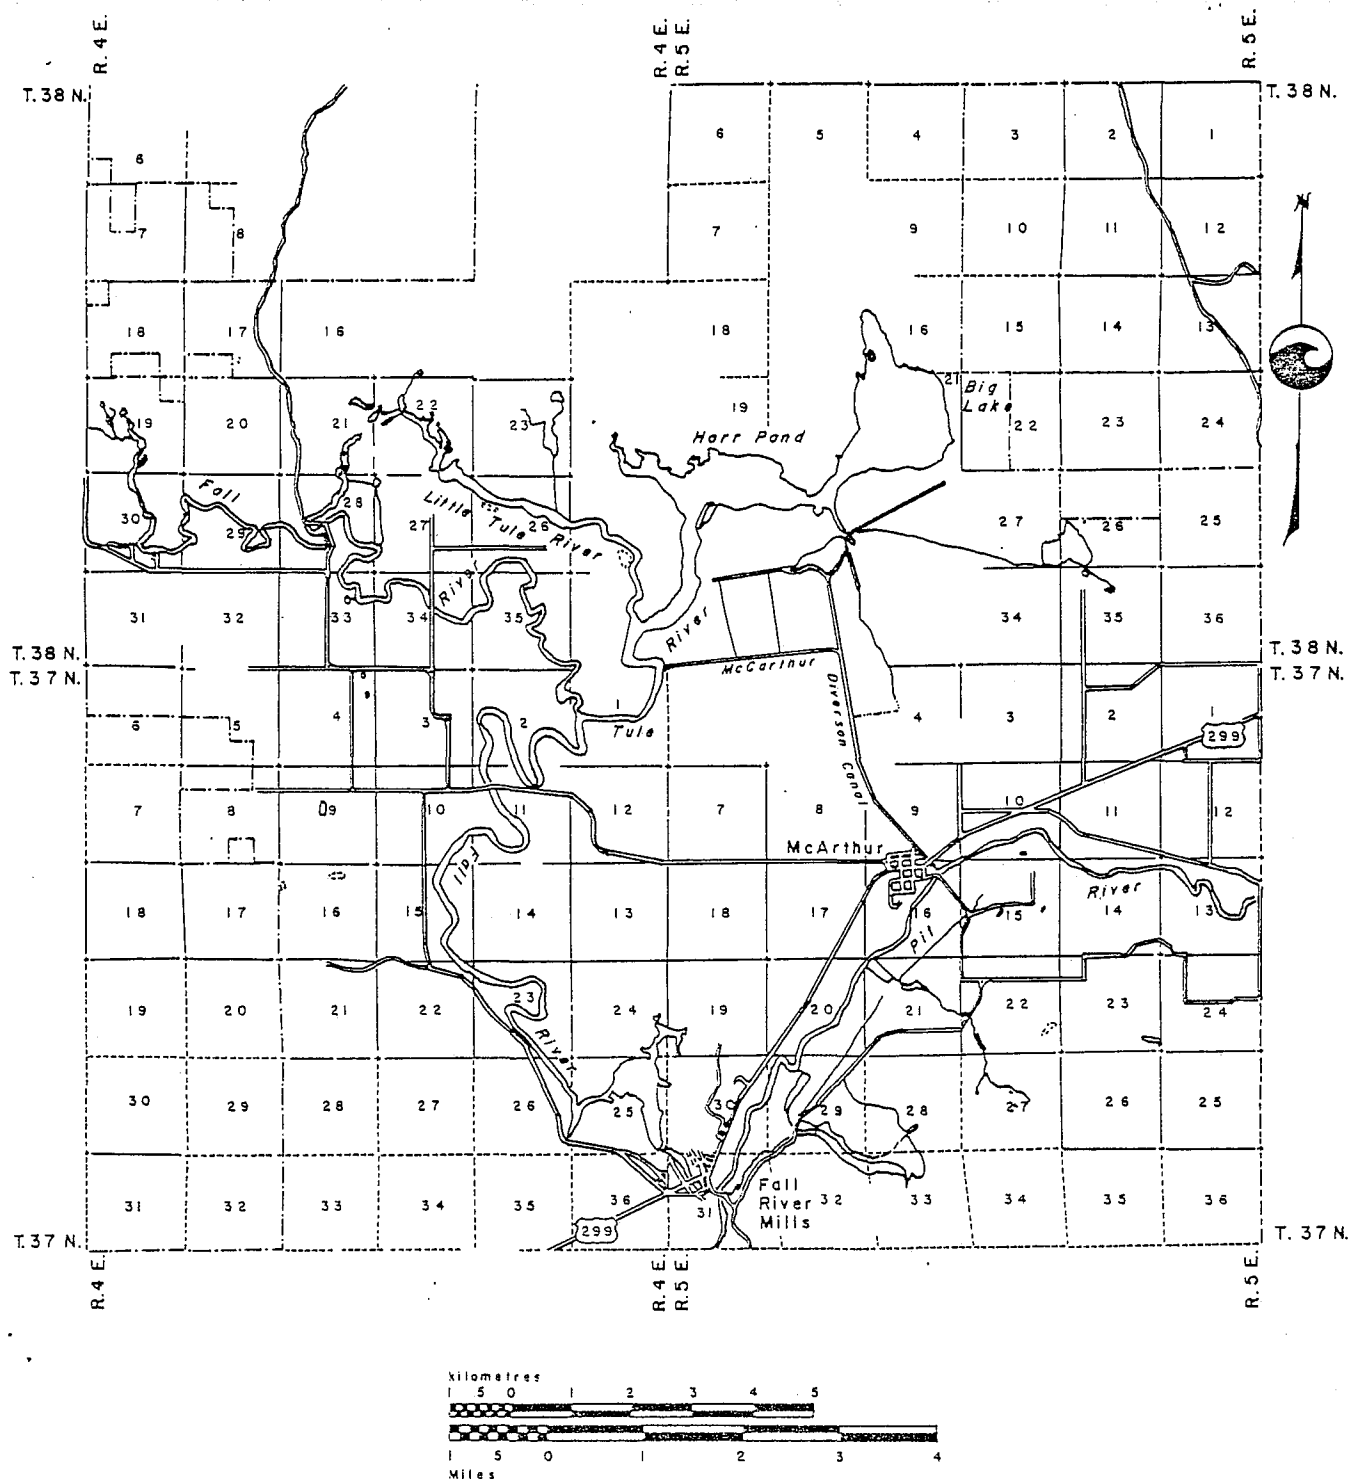 R. 4 E.
R. 4 E.
R. 5 E.
R. 5 E.
T. 38 N.
T. 38 N.
6 5 4 3 2 1
6
7 9 10 11 12
7 8
18 17 16 18 16 15 14 13
19 20 21 22 23 19 21 22 23 24
Big
Lake
Horr Pond
Fall
Little Tule River
30 29 28 27 26 27 26 25
River
River
31 32 33 34 35 34 35 36
T. 38 N.
T. 38 N.
McCarthur
T. 37 N.
T. 37 N.
Diverson Canal
6 5 4 3 2 1 4 3 2 1
Tule
299
7 8 9 10 11 12 7 8 9 10 11 12
McArthur
Fall
River
18 17 16 15 14 13 18 17 16 15 14 13
Pit
19 20 21 22 23 24 19 20 21 22 23 24
River
30 29 28 27 26 25 30 29 28 27 26 25
Fall
River
Mills
31 32 33 34 35 36 31 32 33 34 35 36
299
T. 37 N.
T. 37 N.
R. 4 E.
R. 4 E.
R. 5 E.
R. 5 E.
N
kilometres
1 5 0 1 2 3 4 5
1 5 0 1 2 3 4
Miles